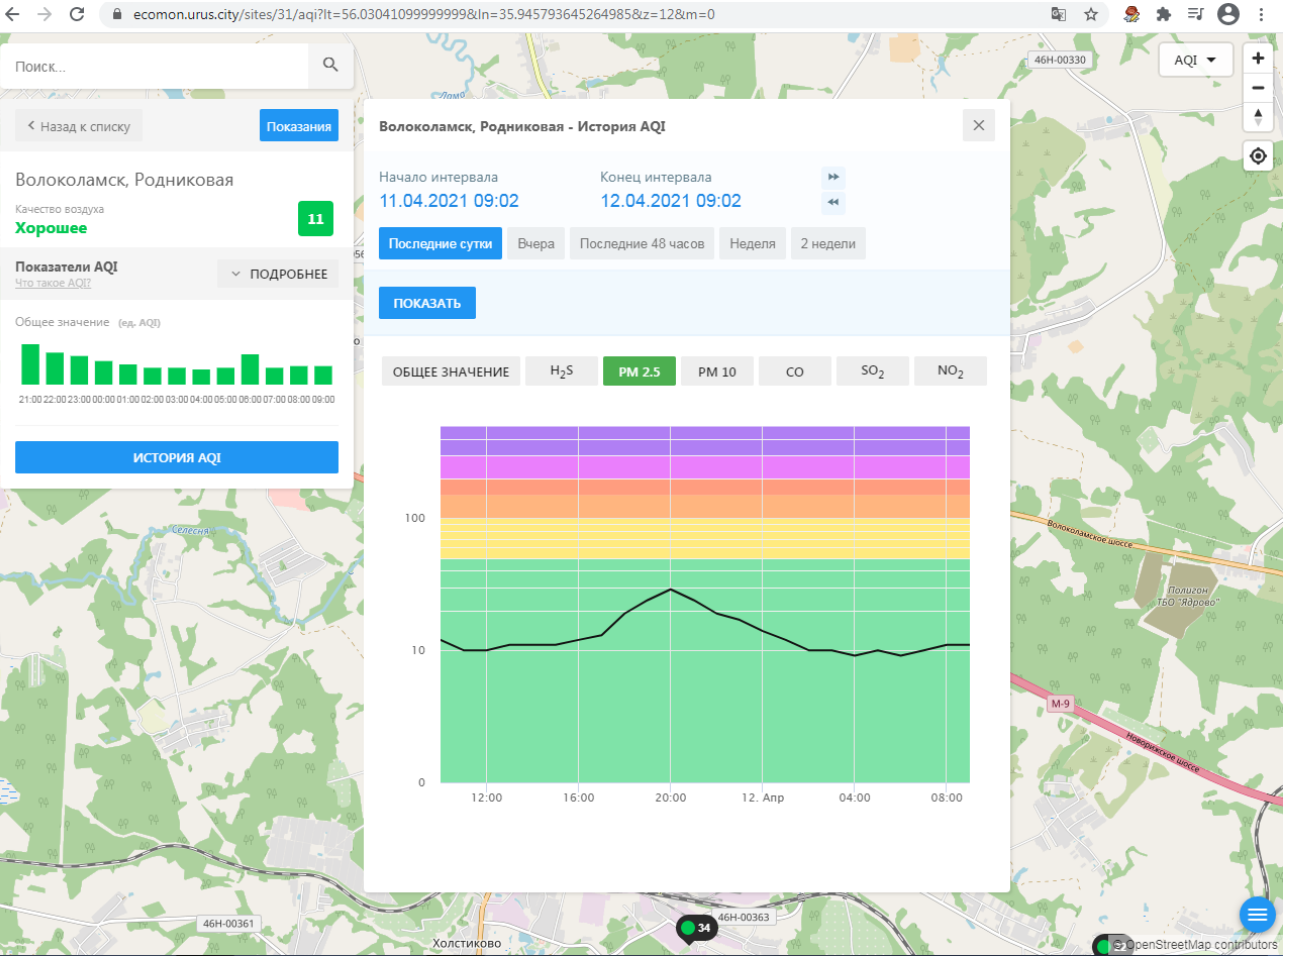 ecomon.urus.city/sites/31/aqi?lt=56.03041099999999&ln=35.945793645264985&z=12&m=0
Поиск...
Назад к списку
Показания
Волоколамск, Родниковая
Качество воздуха
Хорошее
11
Показатели AQI
Что такое AQI?
ПОДРОБНЕЕ
Общее значение (ед. AQI)
21:00 22:00 23:00 00:00 01:00 02:00 03:00 04:00 05:00 06:00 07:00 08:00 09:00
ИСТОРИЯ AQI
Волоколамск, Родниковая - История AQI
Начало интервала
11.04.2021 09:02
Конец интервала
12.04.2021 09:02
Последние сутки
Вчера
Последние 48 часов
Неделя
2 недели
ПОКАЗАТЬ
ОБЩЕЕ ЗНАЧЕНИЕ
H2S
PM 2.5
PM 10
CO
SO2
NO2
100
10
0
12:00
16:00
20:00
12. Апр
04:00
08:00
46Н-00330
AQI
Лама
Селесня
Волоколамское шоссе
Полигон
ТБО "Ядрово"
М-9
Новорижское шоссе
46Н-00361
46Н-00363
Холстиково
34
© OpenStreetMap contributors